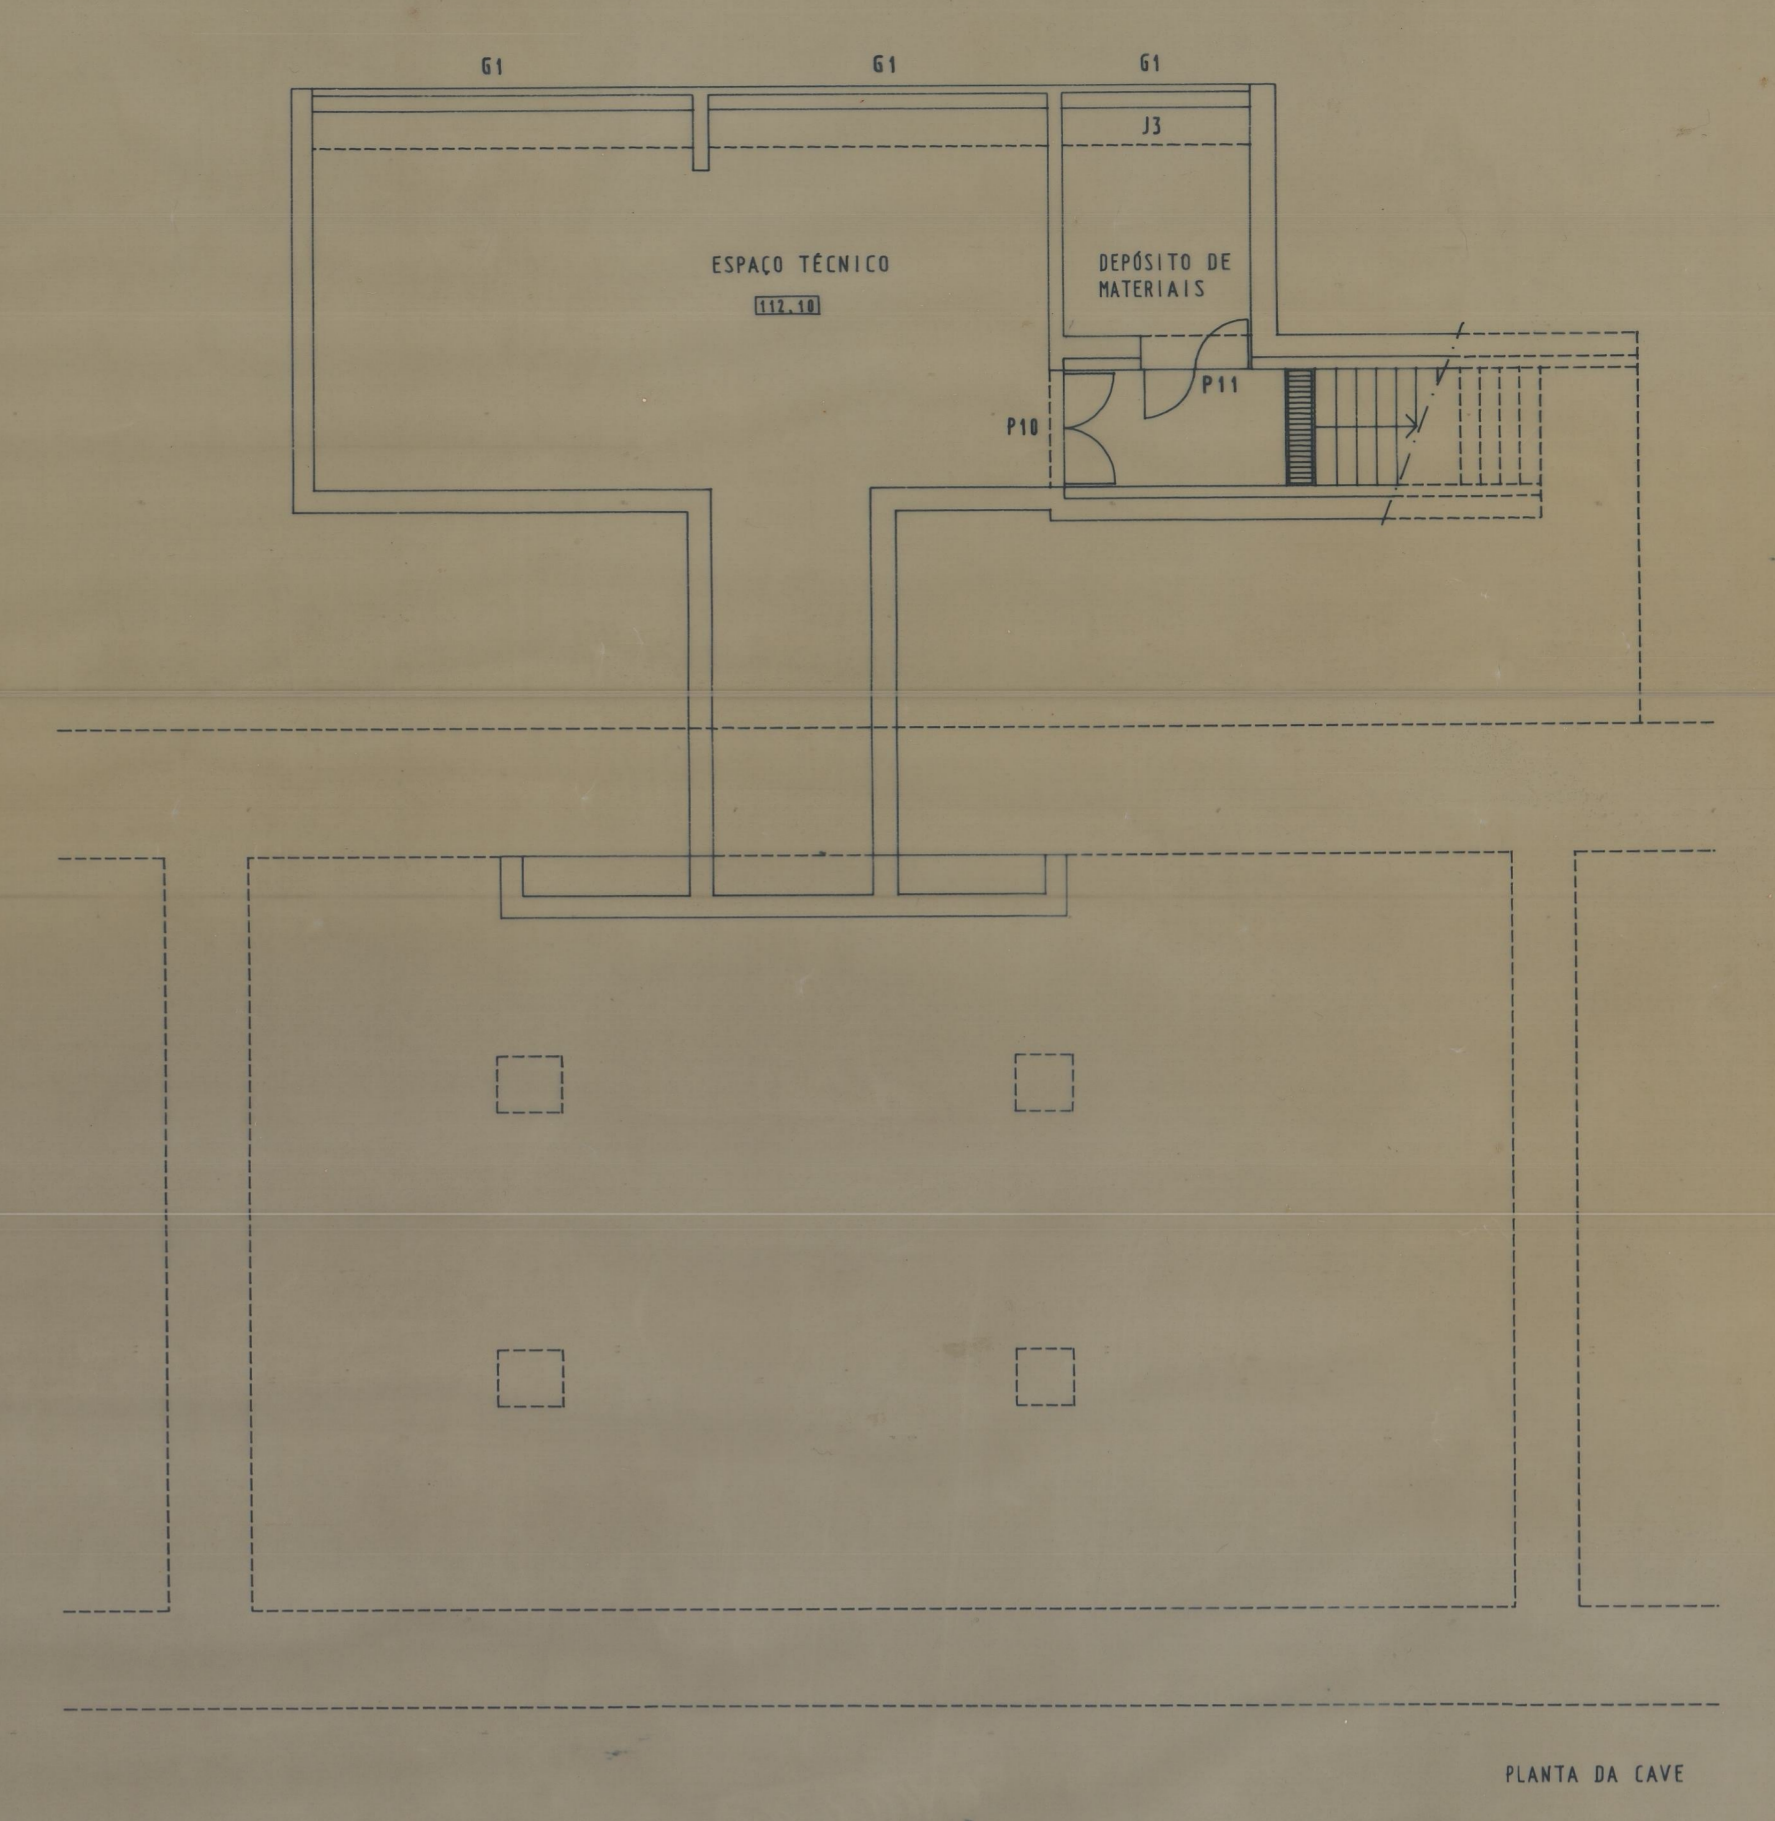 G1
G1
G1
J3
ESPAÇO TÉCNICO
112.10
DEPÓSITO DE
MATERIAIS
P11
P10
PLANTA DA CAVE